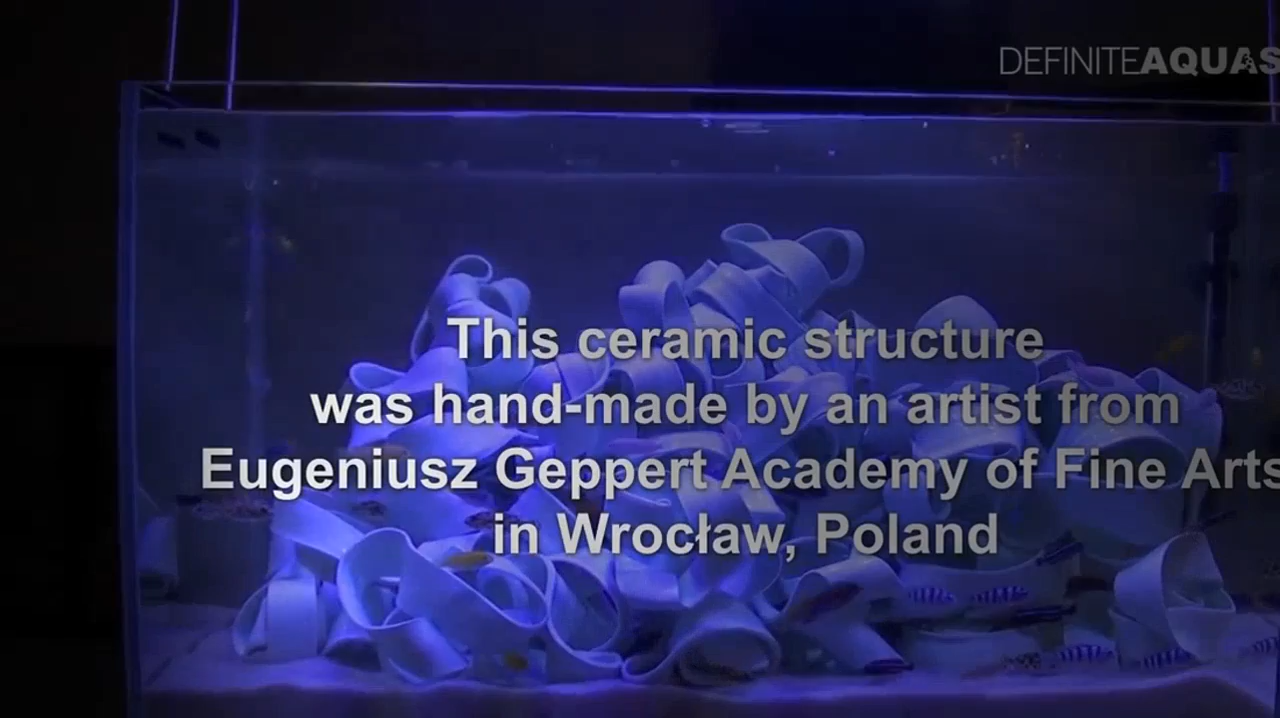 DEFINITEAQUAS
This ceramic structure
was hand-made by an artist from
Eugeniusz Geppert Academy of Fine Arts
in Wrocław, Poland